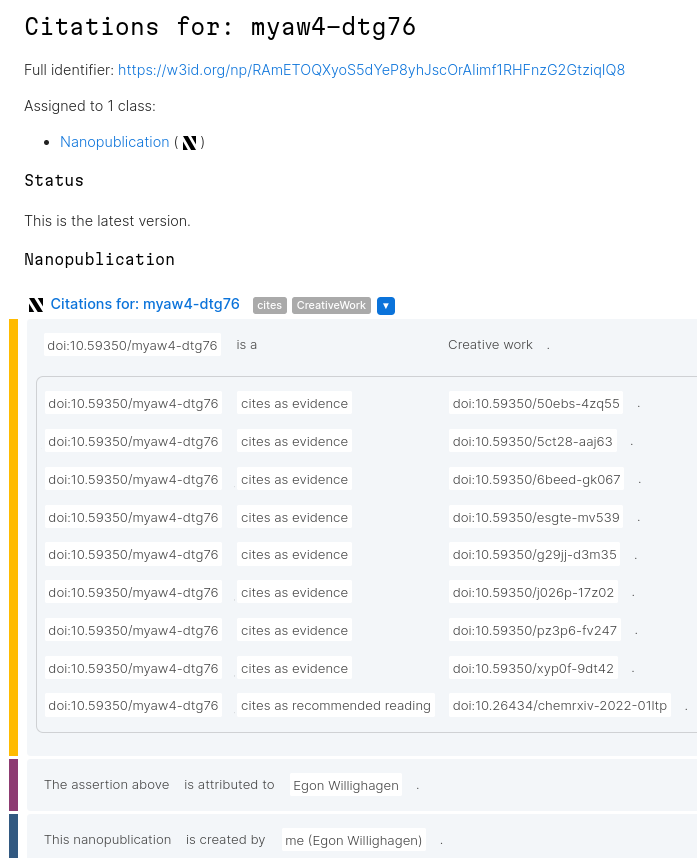 Citations for: myaw4-dtg76
Full identifier: https://w3id.org/np/RAmETOQXyoS5dYeP8yhJscOrAlimf1RHFnzG2GtziqlQ8
Assigned to 1 class:
• Nanopublication ( N )
Status
This is the latest version.
Nanopublication
N Citations for: myaw4-dtg76 cites CreativeWork ▾
doi:10.59350/myaw4-dtg76 is a Creative work .
doi:10.59350/myaw4-dtg76 cites as evidence doi:10.59350/50ebs-4zq55 .
doi:10.59350/myaw4-dtg76 cites as evidence doi:10.59350/5ct28-aaj63 .
doi:10.59350/myaw4-dtg76 cites as evidence doi:10.59350/6beed-gk067 .
doi:10.59350/myaw4-dtg76 cites as evidence doi:10.59350/esgte-mv539 .
doi:10.59350/myaw4-dtg76 cites as evidence doi:10.59350/g29jj-d3m35 .
doi:10.59350/myaw4-dtg76 cites as evidence doi:10.59350/j026p-17z02 .
doi:10.59350/myaw4-dtg76 cites as evidence doi:10.59350/pz3p6-fv247 .
doi:10.59350/myaw4-dtg76 cites as evidence doi:10.59350/xyp0f-9dt42 .
doi:10.59350/myaw4-dtg76 cites as recommended reading doi:10.26434/chemrxiv-2022-01ltp .
The assertion above is attributed to Egon Willighagen .
This nanopublication is created by me (Egon Willighagen) .